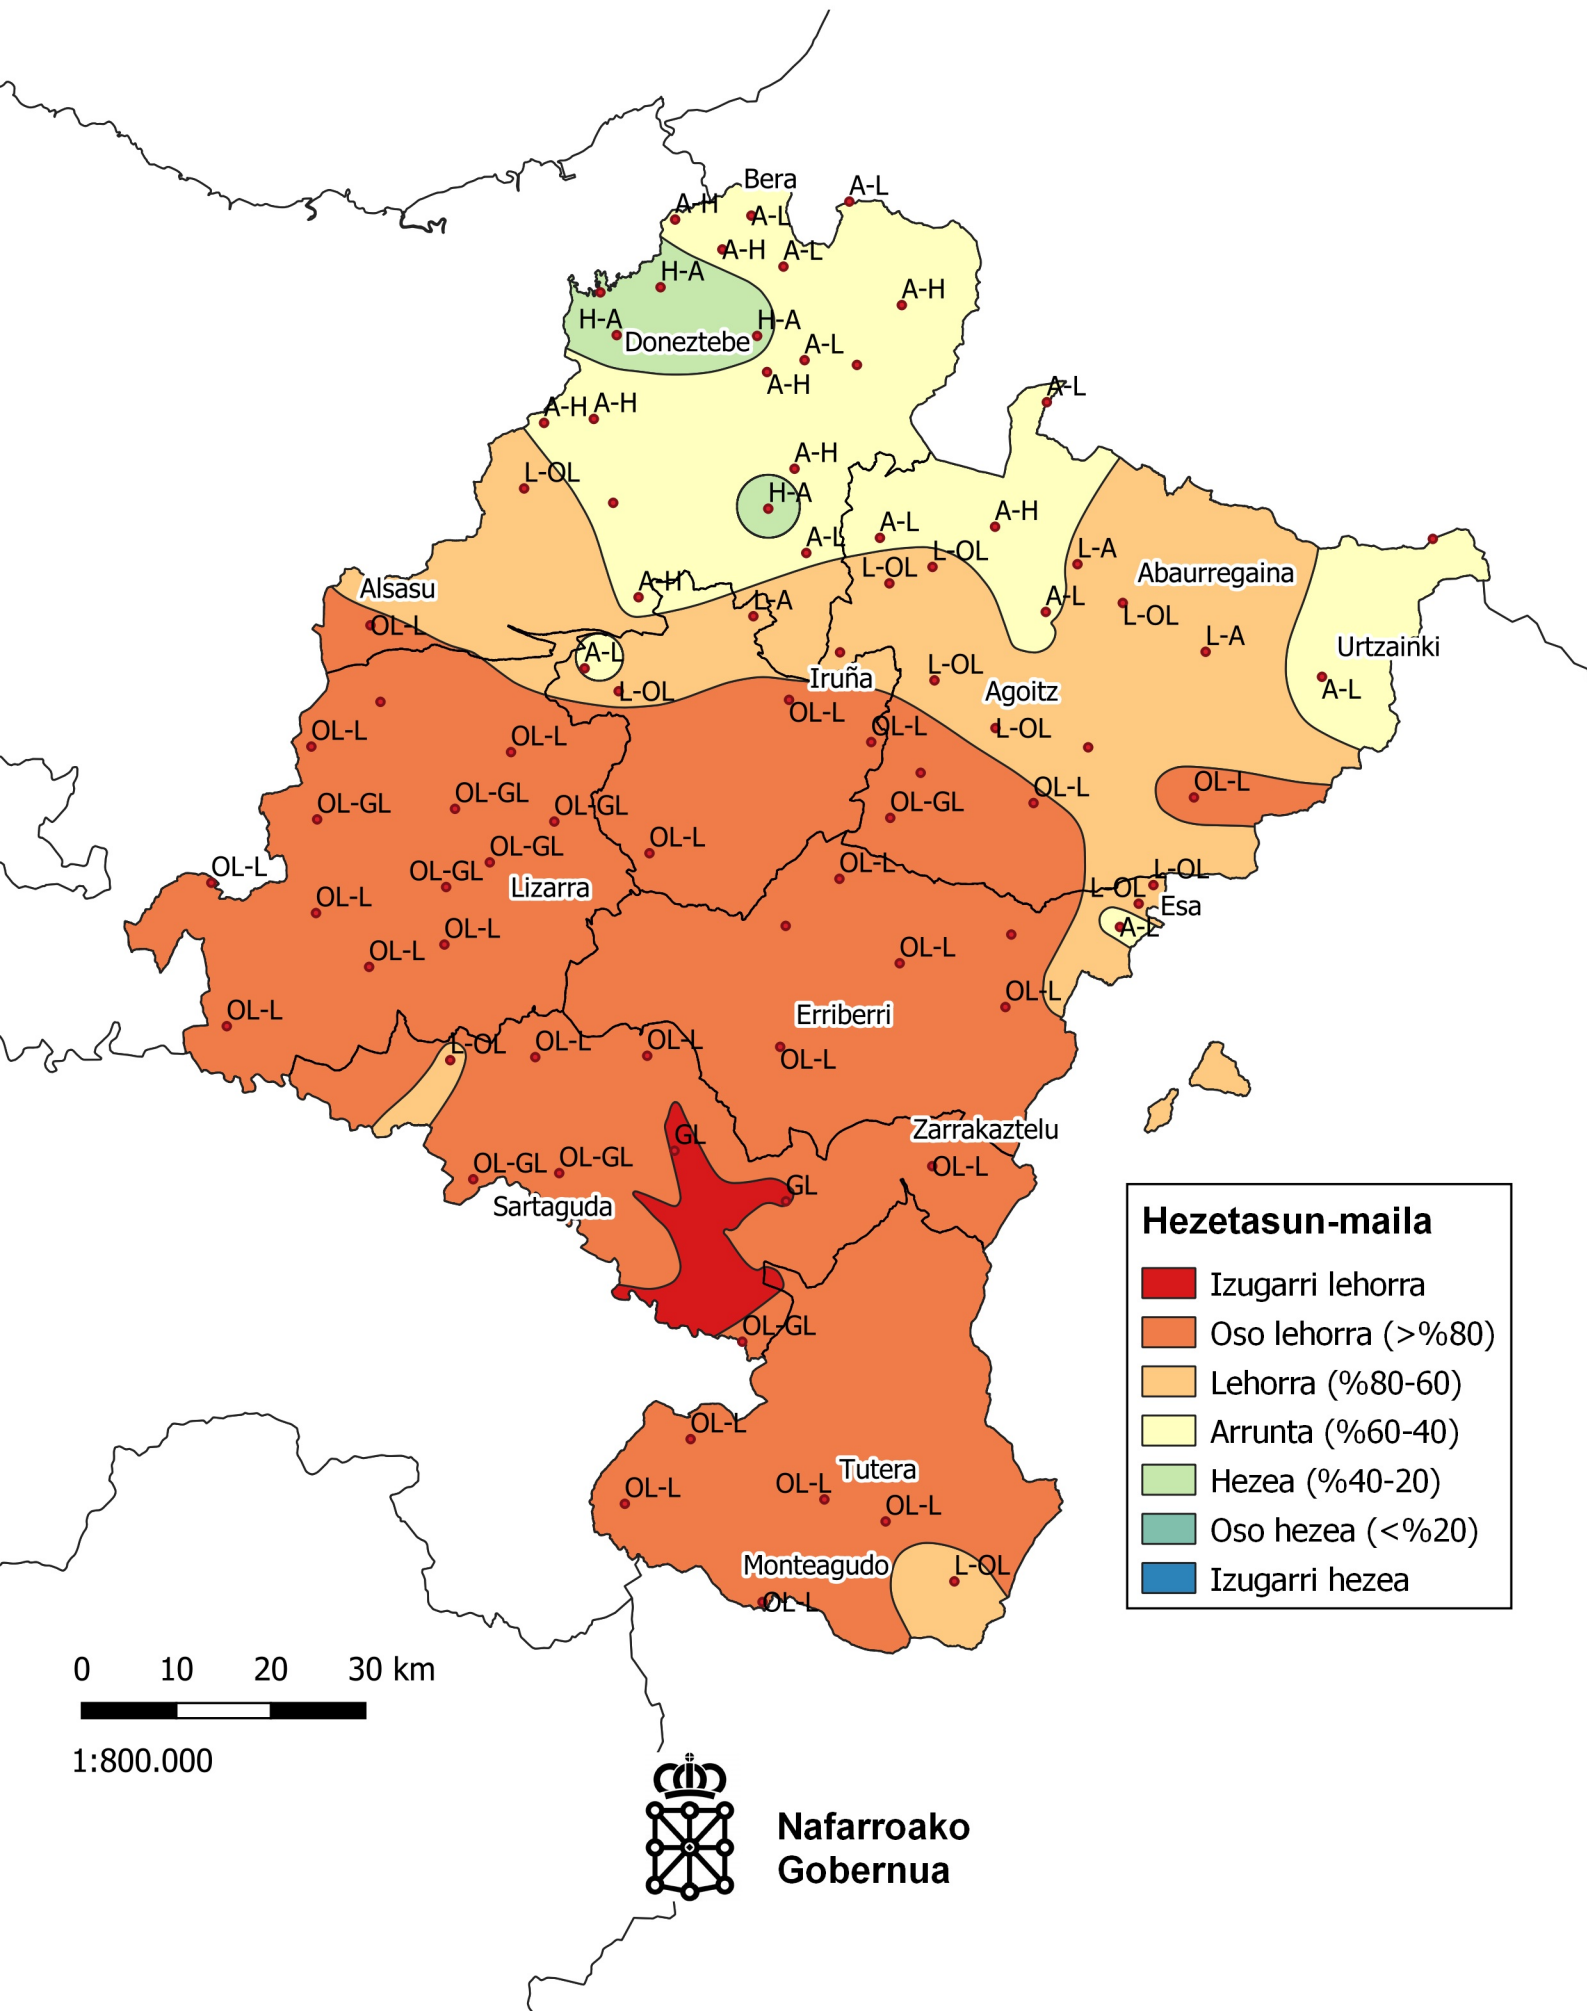 Bera
A-L
A-H
A-L
A-H
A-L
H-A
A-H
H-A
H-A
Doneztebe
A-L
A-H
A-L
A-H
A-H
A-H
L-OL
H-A
A-H
A-L
A-L
L-OL
L-A
L-OL
Abaurregaina
A-H
Alsasu
L-A
A-L
L-OL
OL-L
L-A
Urtzainki
A-L
L-OL
Iruña
L-OL
Agoitz
A-L
OL-L
OL-L
L-OL
OL-L
OL-L
OL-L
OL-L
OL-GL
OL-GL
OL-GL
OL-GL
OL-L
OL-GL
OL-L
OL-L
OL-L
OL-GL
Lizarra
L-OL
L-OL
OL-L
Esa
OL-L
A-L
OL-L
OL-L
OL-L
OL-L
Erriberri
L-OL
OL-L
OL-L
OL-L
Zarrakaztelu
GL
OL-GL
OL-GL
OL-L
GL
Sartaguda
OL-GL
OL-L
Tutera
OL-L
OL-L
OL-L
Monteagudo
L-OL
OL-L
Hezetasun-maila
Izugarri lehorra
Oso lehorra (>%80)
Lehorra (%80-60)
Arrunta (%60-40)
Hezea (%40-20)
Oso hezea (<%20)
Izugarri hezea
0 10 20 30 km
1:800.000
Nafarroako
Gobernua